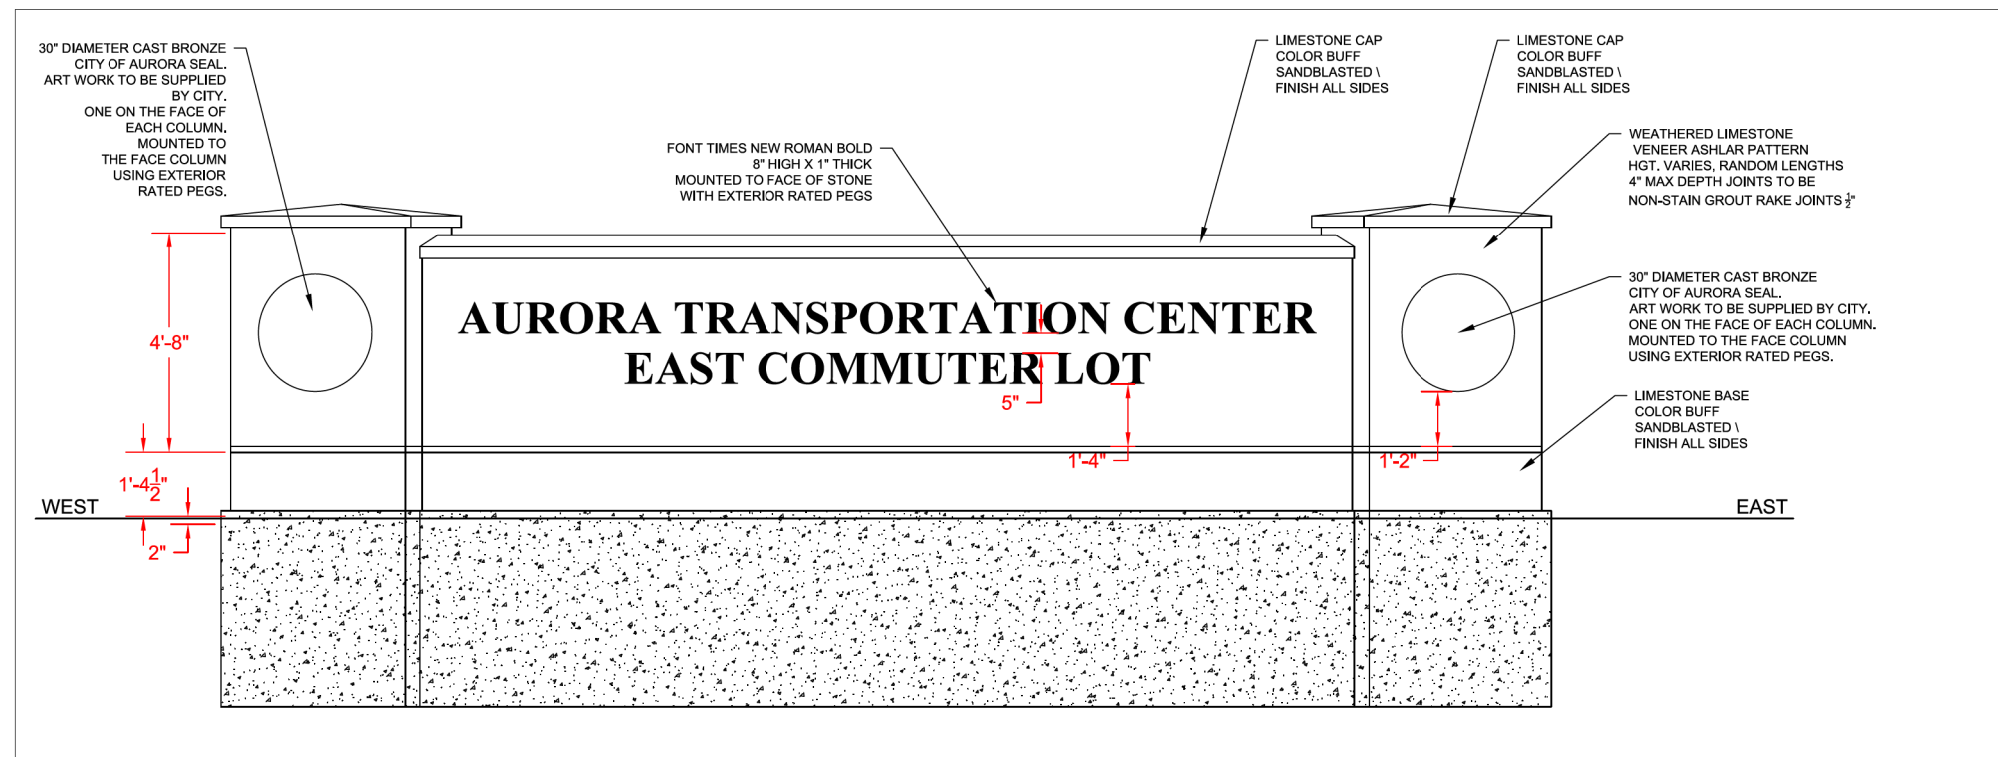 30" DIAMETER CAST BRONZE
CITY OF AURORA SEAL.
ART WORK TO BE SUPPLIED
BY CITY.
ONE ON THE FACE OF
EACH COLUMN.
MOUNTED TO
THE FACE COLUMN
USING EXTERIOR
RATED PEGS.
FONT TIMES NEW ROMAN BOLD
8" HIGH X 1" THICK
MOUNTED TO FACE OF STONE
WITH EXTERIOR RATED PEGS
LIMESTONE CAP
COLOR BUFF
SANDBLASTED \
FINISH ALL SIDES
LIMESTONE CAP
COLOR BUFF
SANDBLASTED \
FINISH ALL SIDES
WEATHERED LIMESTONE
VENEER ASHLAR PATTERN
HGT. VARIES, RANDOM LENGTHS
4" MAX DEPTH JOINTS TO BE
NON-STAIN GROUT RAKE JOINTS ½"
30" DIAMETER CAST BRONZE
CITY OF AURORA SEAL.
ART WORK TO BE SUPPLIED BY CITY.
ONE ON THE FACE OF EACH COLUMN.
MOUNTED TO THE FACE COLUMN
USING EXTERIOR RATED PEGS.
LIMESTONE BASE
COLOR BUFF
SANDBLASTED \
FINISH ALL SIDES
AURORA TRANSPORTATION CENTER
EAST COMMUTER LOT
4'-8"
5"
1'-4"
1'-2"
1'-4½"
2"
WEST
EAST